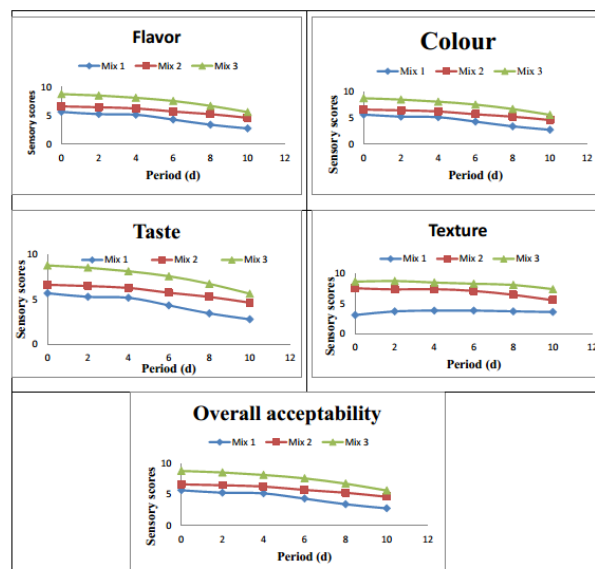 Flavor
Mix 1 Mix 2 Mix 3
10
5
0
Sensory scores
0 2 4 6 8 10 12
Period (d)
Colour
Mix 1 Mix 2 Mix 3
10
5
0
Sensory scores
0 2 4 6 8 10 12
Period (d)
Taste
Mix 1 Mix 2 Mix 3
10
5
0
Sensory scores
0 2 4 6 8 10 12
Period (d)
Texture
Mix 1 Mix 2 Mix 3
10
5
0
Sensory scores
0 2 4 6 8 10 12
Period (d)
Overall acceptability
Mix 1 Mix 2 Mix 3
10
5
0
Sensory scores
0 2 4 6 8 10 12
Period (d)